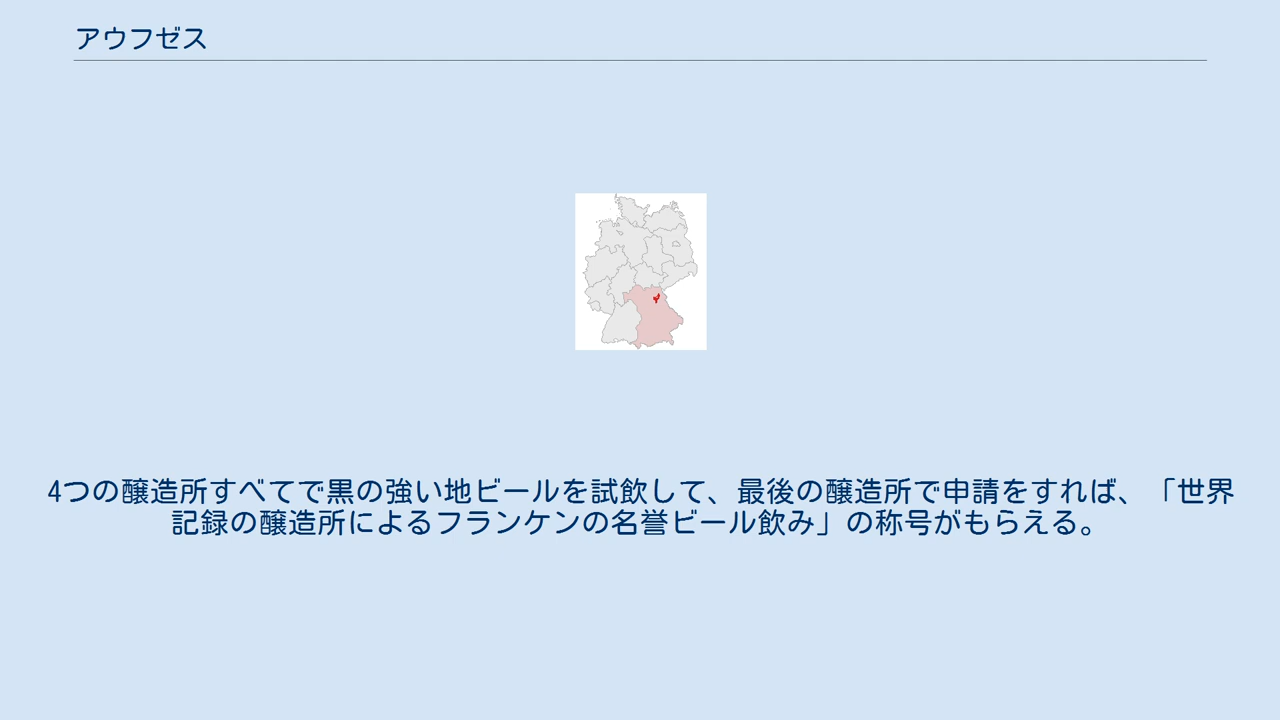 アウフゼス
4つの醸造所すべてで黒の強い地ビールを試飲して、最後の醸造所で申請をすれば、「世界
記録の醸造所によるフランケンの名誉ビール飲み」の称号がもらえる。